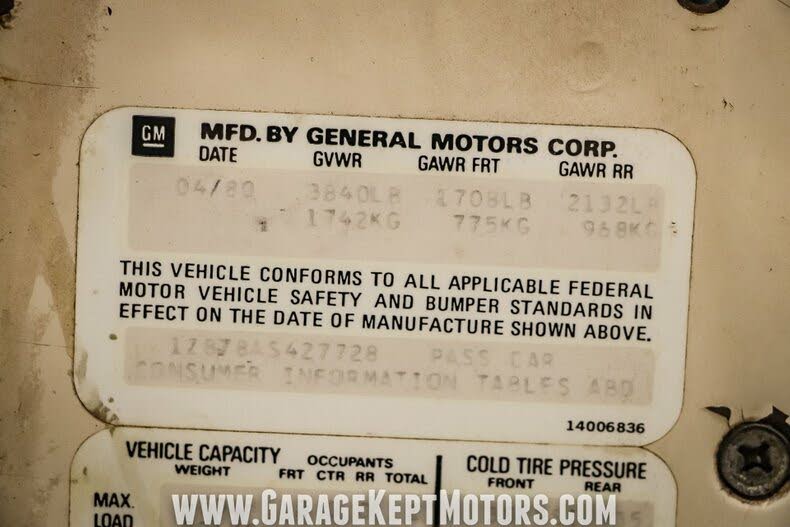 GM MFD. BY GENERAL MOTORS CORP.
DATE GVWR GAWR FRT GAWR RR
04/80 3840LB 1708LB 2132LB
1742KG 775KG 968KG
THIS VEHICLE CONFORMS TO ALL APPLICABLE FEDERAL
MOTOR VEHICLE SAFETY AND BUMPER STANDARDS IN
EFFECT ON THE DATE OF MANUFACTURE SHOWN ABOVE.
1Z878AS427728 PASS CAR
CONSUMER INFORMATION TABLES ABD
14006836
VEHICLE CAPACITY OCCUPANTS COLD TIRE PRESSURE
WEIGHT FRT CTR RR TOTAL FRONT REAR
MAX.
LOAD
WWW.GARAGEKEPTMOTORS.COM